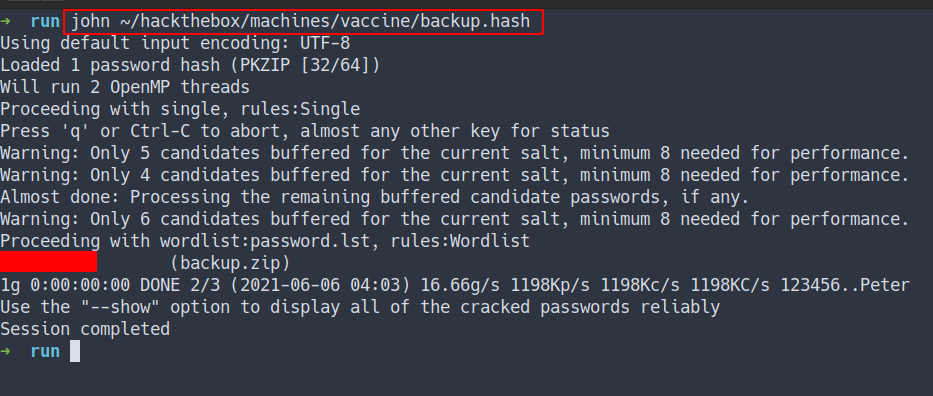 ➜ run john ~/hackthebox/machines/vaccine/backup.hash
Using default input encoding: UTF-8
Loaded 1 password hash (PKZIP [32/64])
Will run 2 OpenMP threads
Proceeding with single, rules:Single
Press 'q' or Ctrl-C to abort, almost any other key for status
Warning: Only 5 candidates buffered for the current salt, minimum 8 needed for performance.
Warning: Only 4 candidates buffered for the current salt, minimum 8 needed for performance.
Almost done: Processing the remaining buffered candidate passwords, if any.
Warning: Only 6 candidates buffered for the current salt, minimum 8 needed for performance.
Proceeding with wordlist:password.lst, rules:Wordlist
(backup.zip)
1g 0:00:00:00 DONE 2/3 (2021-06-06 04:03) 16.66g/s 1198Kp/s 1198Kc/s 1198KC/s 123456..Peter
Use the "--show" option to display all of the cracked passwords reliably
Session completed
➜ run